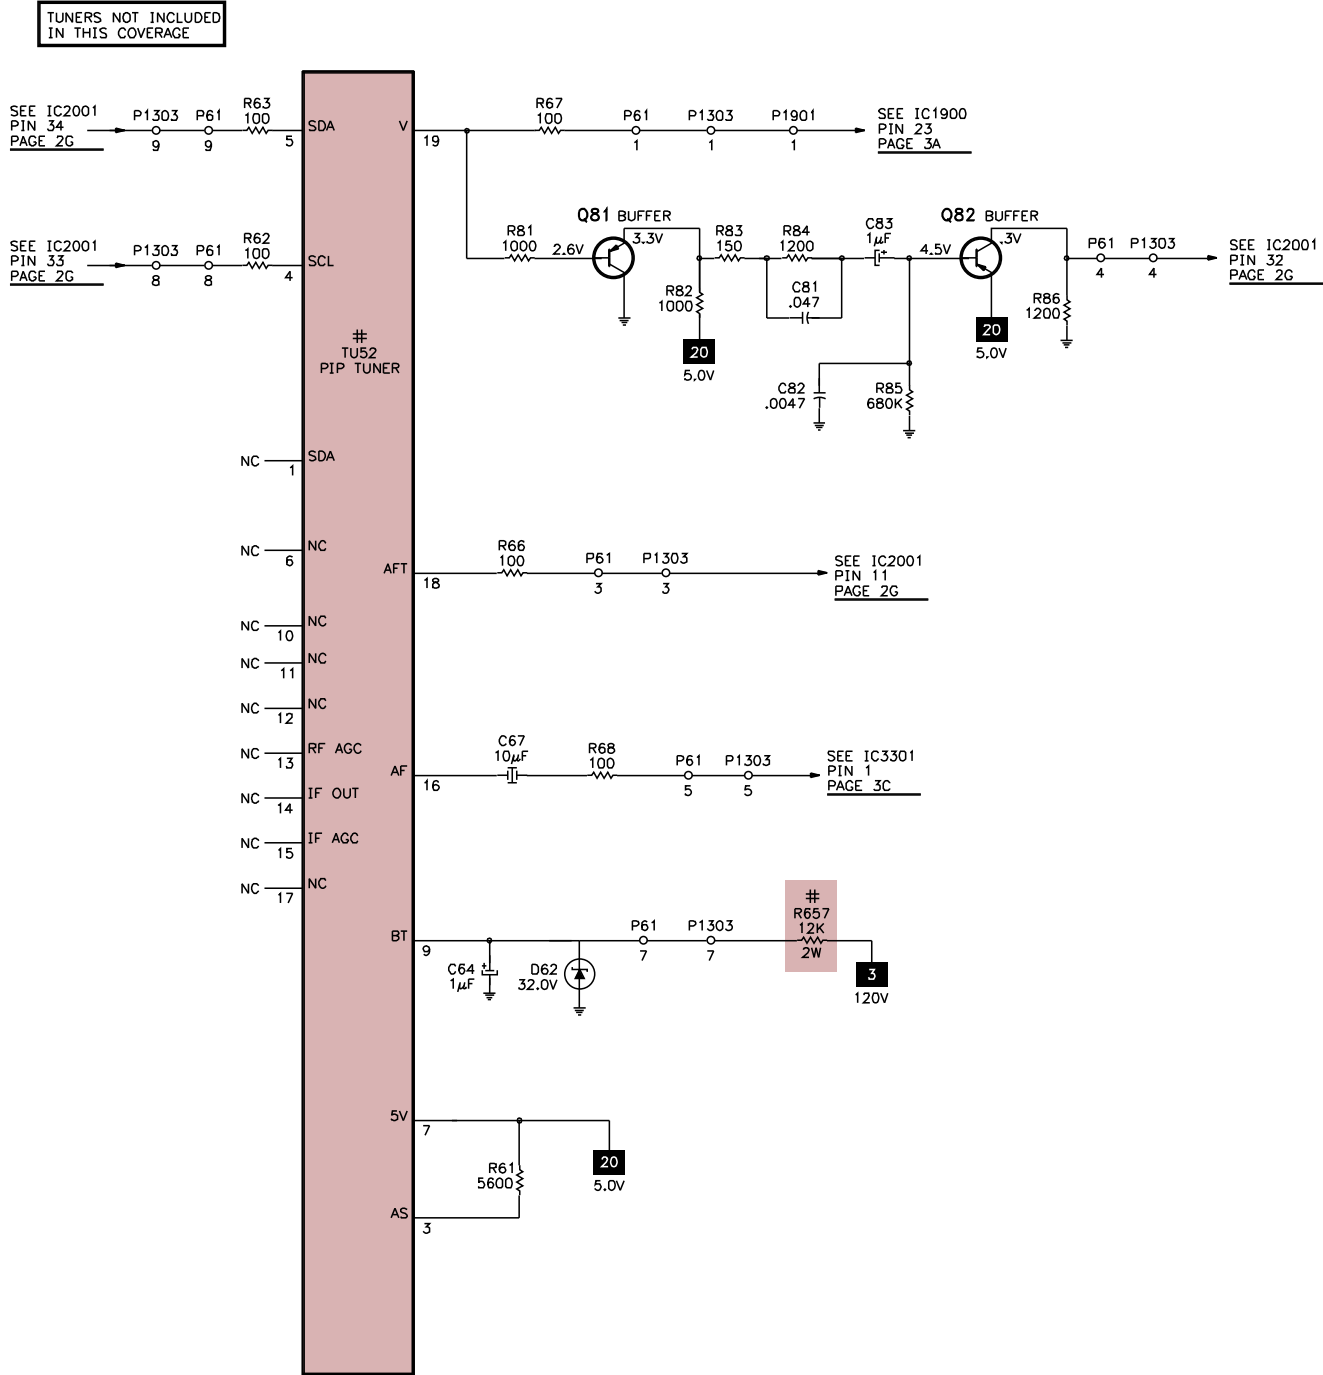 TUNERS NOT INCLUDED
IN THIS COVERAGE
SEE IC2001
PIN 34
PAGE 2G
P1303
9
P61
9
R63
100
5
SDA
V
19
R67
100
P61
1
P1303
1
P1901
1
SEE IC1900
PIN 23
PAGE 3A
SEE IC2001
PIN 33
PAGE 2G
P1303
8
P61
8
R62
100
4
SCL
R81
1000
2.6V
Q81 BUFFER
3.3V
R82
1000
20
5.0V
R83
150
R84
1200
C81
.047
C83
1µF
+
4.5V
Q82 BUFFER
.3V
20
5.0V
R86
1200
P61
4
P1303
4
SEE IC2001
PIN 32
PAGE 2G
C82
.0047
R85
680K
#
TU52
PIP TUNER
NC
1
SDA
NC
6
NC
AFT
18
R66
100
P61
3
P1303
3
SEE IC2001
PIN 11
PAGE 2G
NC
10
NC
NC
11
NC
NC
12
NC
NC
13
RF AGC
AF
16
C67
10µF
R68
100
P61
5
P1303
5
SEE IC3301
PIN 1
PAGE 3C
NC
14
IF OUT
NC
15
IF AGC
NC
17
NC
BT
9
C64
1µF
+
D62
32.0V
P61
7
P1303
7
#
R657
12K
2W
3
120V
5V
7
R61
5600
20
5.0V
AS
3